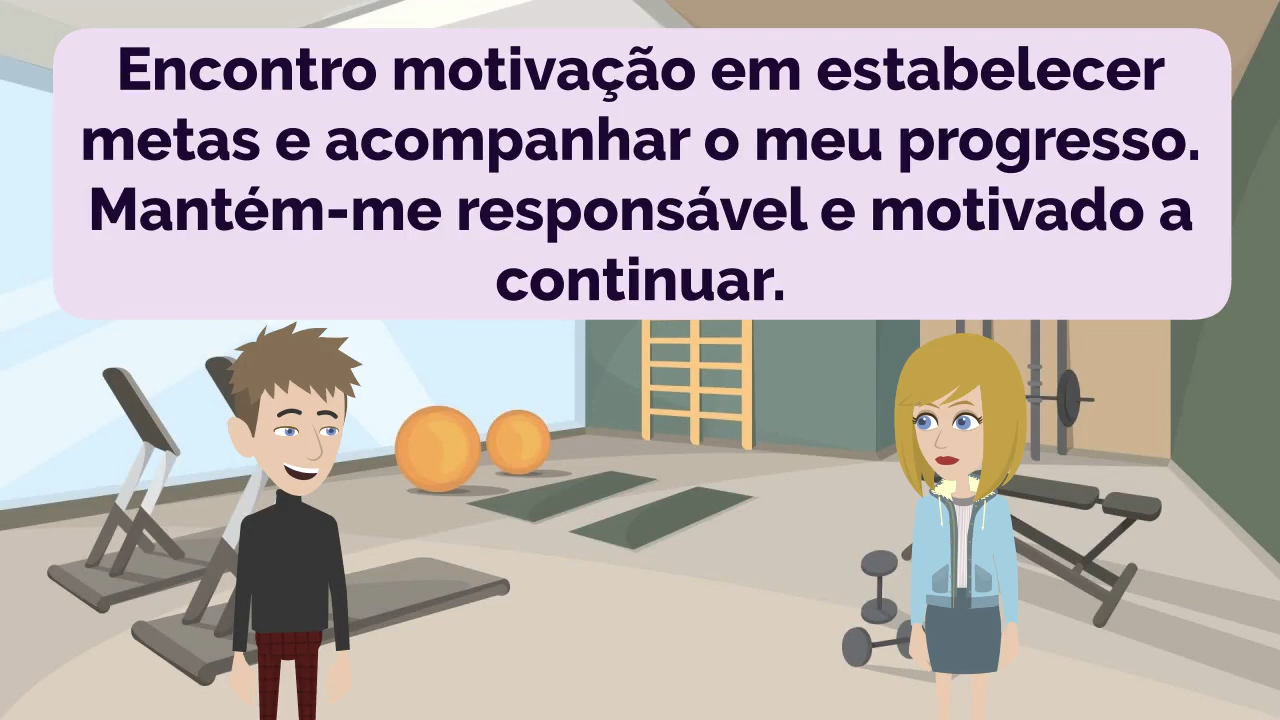 Encontro motivação em estabelecer
metas e acompanhar o meu progresso.
Mantém-me responsável e motivado a
continuar.